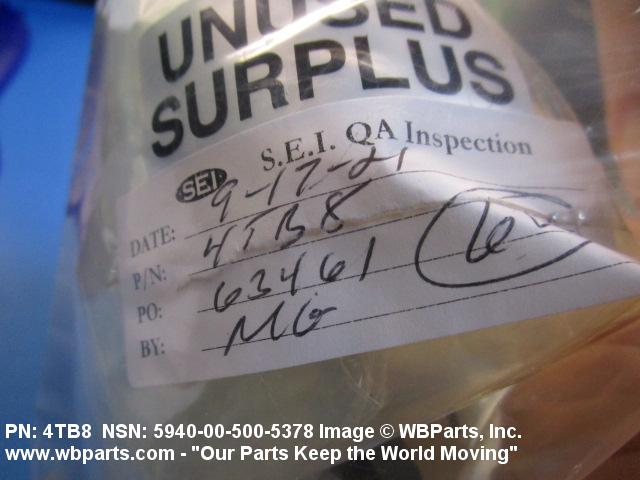 UNUSED
SURPLUS
SEI S.E.I. QA Inspection
DATE: 9-17-21
P/N: 4TB8
PO: 63461
BY: MG
PN: 4TB8 NSN: 5940-00-500-5378 Image © WBParts, Inc.
www.wbparts.com - "Our Parts Keep the World Moving"